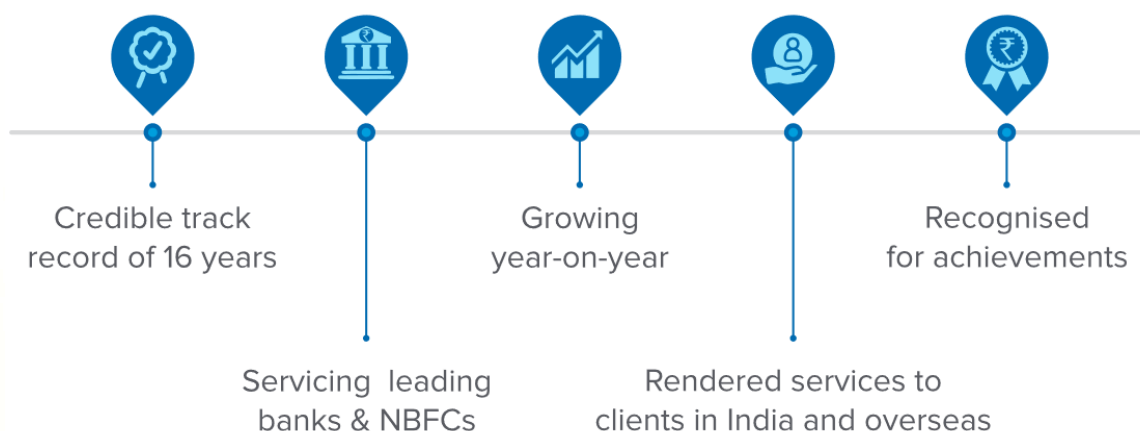 Credible track
record of 16 years
Servicing leading
banks & NBFCs
Growing
year-on-year
Rendered services to
clients in India and overseas
Recognised
for achievements